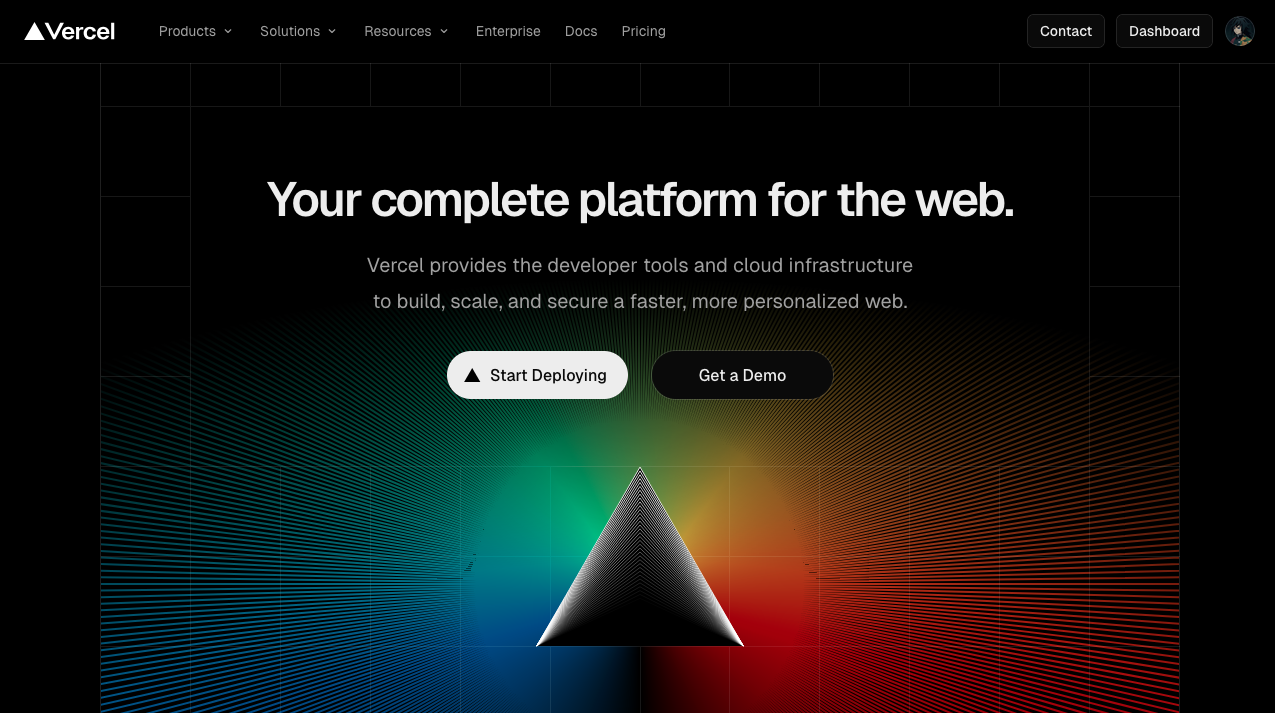 Vercel
Products
Solutions
Resources
Enterprise
Docs
Pricing
Contact
Dashboard
Your complete platform for the web.
Vercel provides the developer tools and cloud infrastructure
to build, scale, and secure a faster, more personalized web.
Start Deploying
Get a Demo